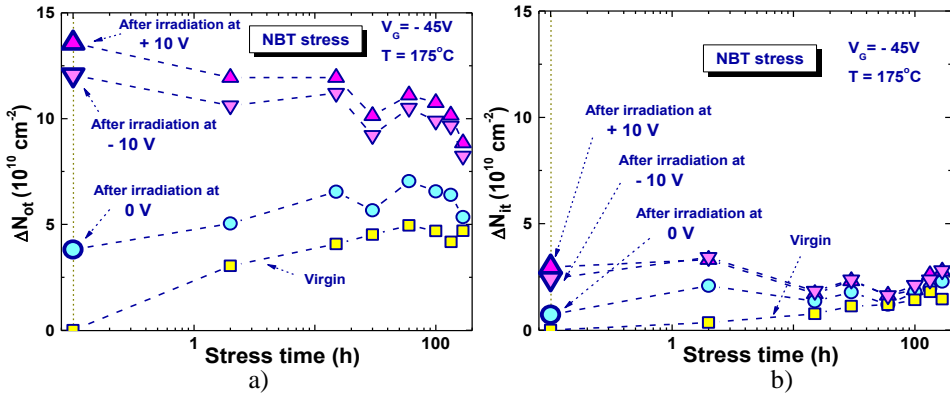 After irradiation at
+ 10 V
NBT stress
V_G = - 45V
T = 175°C
After irradiation at
- 10 V
After irradiation at
0 V
Virgin
ΔN_ot (10^10 cm^-2)
15
10
5
0
1
10
100
Stress time (h)
a)
NBT stress
V_G = - 45V
T = 175°C
After irradiation at
+ 10 V
After irradiation at
- 10 V
After irradiation at
0 V
Virgin
ΔN_it (10^10 cm^-2)
15
10
5
0
1
10
100
Stress time (h)
b)